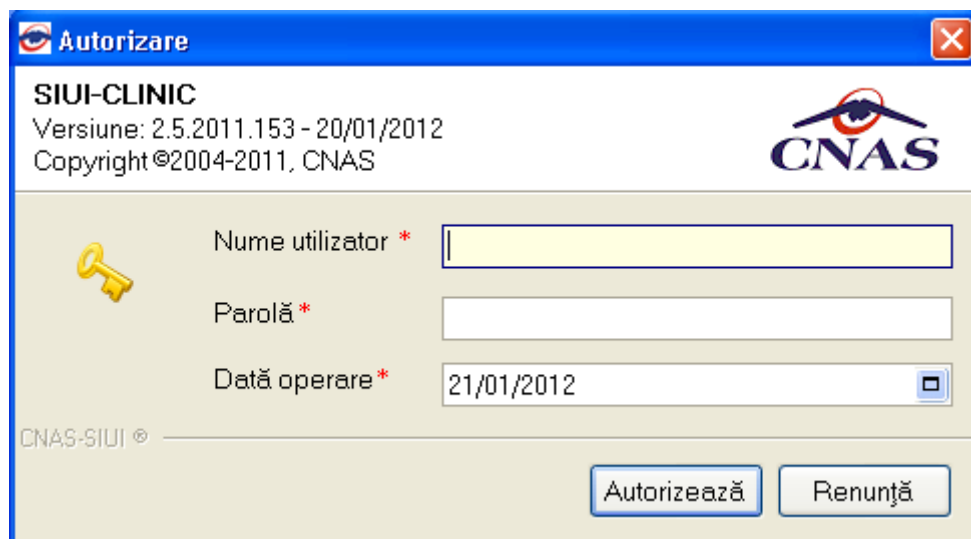 Autorizare
SIUI-CLINIC
Versiune: 2.5.2011.153 - 20/01/2012
Copyright ©2004-2011, CNAS
CNAS
Nume utilizator *
Parolă *
Dată operare *
21/01/2012
CNAS-SIUI ®
Autorizează
Renunţă